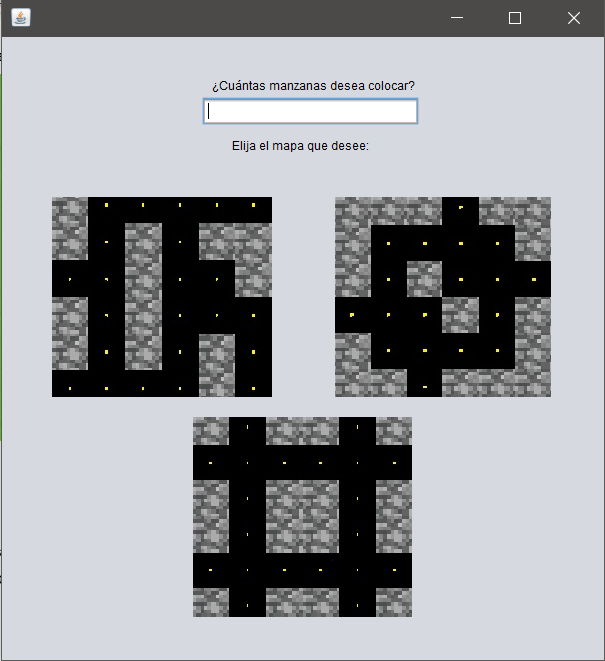 ¿Cuántas manzanas desea colocar?
Elija el mapa que desee: